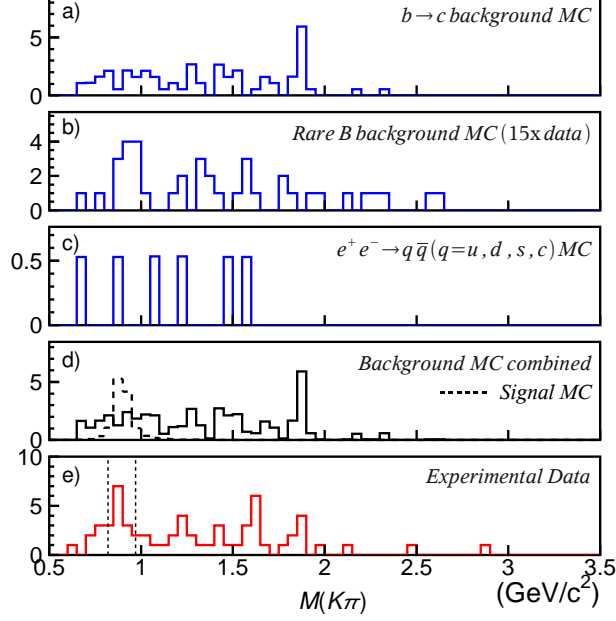 5
a)
b → c background MC
0
4
b)
Rare B background MC (15x data)
2
0
c)
e⁺ e⁻ → q q̅ (q=u , d , s , c) MC
0.5
0
d)
Background MC combined
5
Signal MC
0
10
e)
Experimental Data
5
0
0.5 1 1.5 2 2.5 3 3.5
M(Kπ)
(GeV/c²)